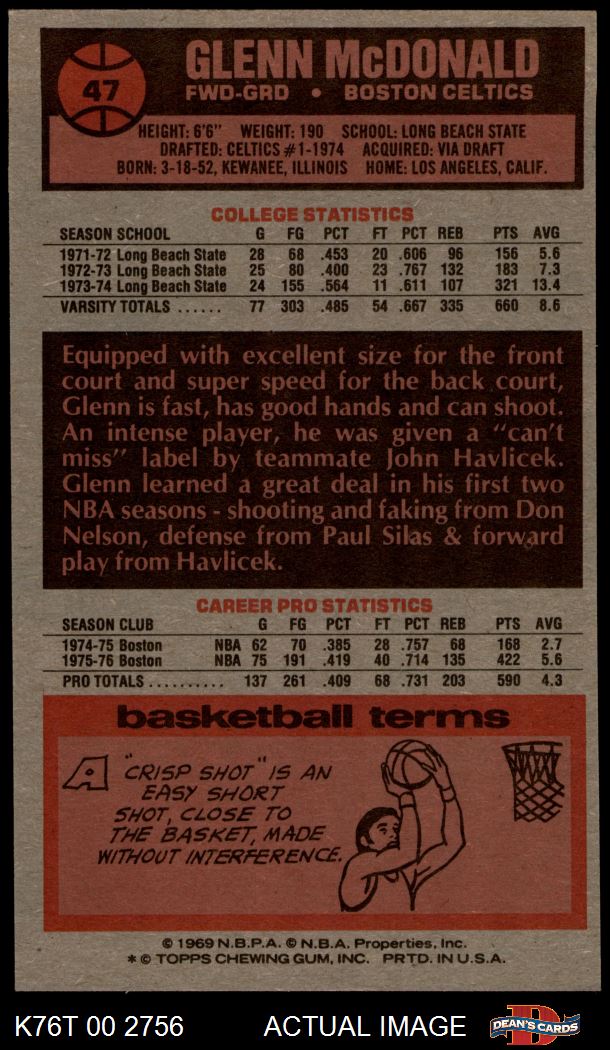 47
GLENN McDONALD
FWD-GRD • BOSTON CELTICS
HEIGHT: 6'6" WEIGHT: 190 SCHOOL: LONG BEACH STATE
DRAFTED: CELTICS #1-1974 ACQUIRED: VIA DRAFT
BORN: 3-18-52, KEWANEE, ILLINOIS HOME: LOS ANGELES, CALIF.
COLLEGE STATISTICS
SEASON SCHOOL G FG PCT FT PCT REB PTS AVG
1971-72 Long Beach State 28 68 .453 20 .606 96 156 5.6
1972-73 Long Beach State 25 80 .400 23 .767 132 183 7.3
1973-74 Long Beach State 24 155 .564 11 .611 107 321 13.4
VARSITY TOTALS ...... 77 303 .485 54 .667 335 660 8.6
Equipped with excellent size for the front
court and super speed for the back court,
Glenn is fast, has good hands and can shoot.
An intense player, he was given a "can't
miss" label by teammate John Havlicek.
Glenn learned a great deal in his first two
NBA seasons - shooting and faking from Don
Nelson, defense from Paul Silas & forward
play from Havlicek.
CAREER PRO STATISTICS
SEASON CLUB G FG PCT FT PCT REB PTS AVG
1974-75 Boston NBA 62 70 .385 28 .757 68 168 2.7
1975-76 Boston NBA 75 191 .419 40 .714 135 422 5.6
PRO TOTALS .......... 137 261 .409 68 .731 203 590 4.3
basketball terms
A "CRISP SHOT" IS AN
EASY SHORT
SHOT, CLOSE TO
THE BASKET, MADE
WITHOUT INTERFERENCE.
© 1969 N.B.P.A. © N.B.A. Properties, Inc.
* © TOPPS CHEWING GUM, INC. PRTD. IN U.S.A.
K76T 00 2756 ACTUAL IMAGE D DEAN'S CARDS